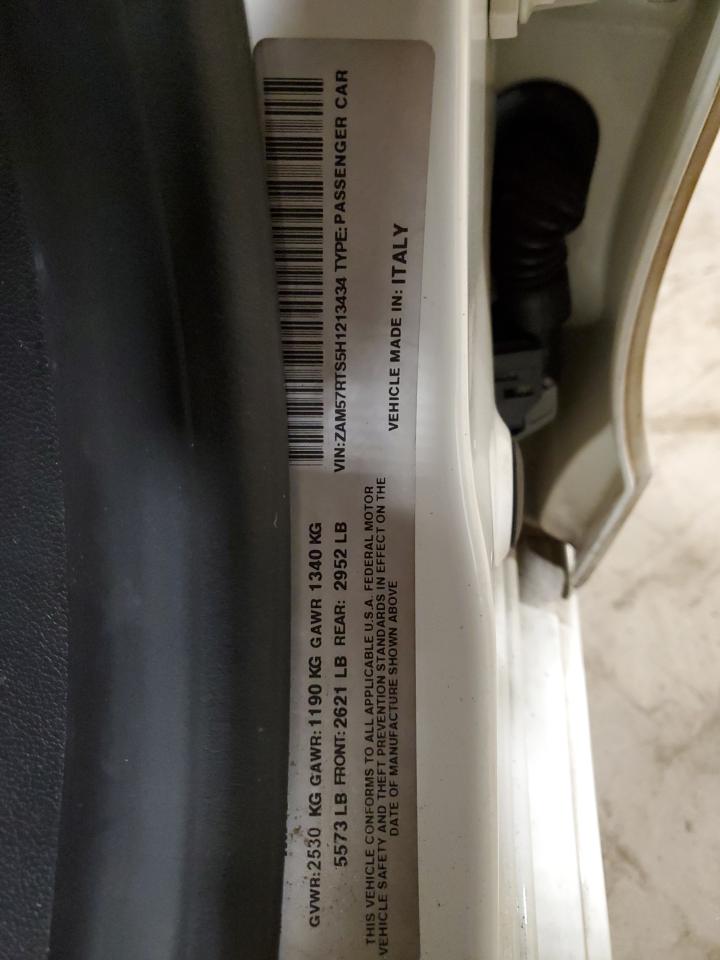 GVWR:2530 KG GAWR:1190 KG GAWR 1340 KG
5573 LB FRONT:2621 LB REAR: 2952 LB
THIS VEHICLE CONFORMS TO ALL APPLICABLE U.S.A. FEDERAL MOTOR
VEHICLE SAFETY AND THEFT PREVENTION STANDARDS IN EFFECT ON THE
DATE OF MANUFACTURE SHOWN ABOVE
VIN:ZAM57RTS5H1213434 TYPE:PASSENGER CAR
VEHICLE MADE IN: ITALY